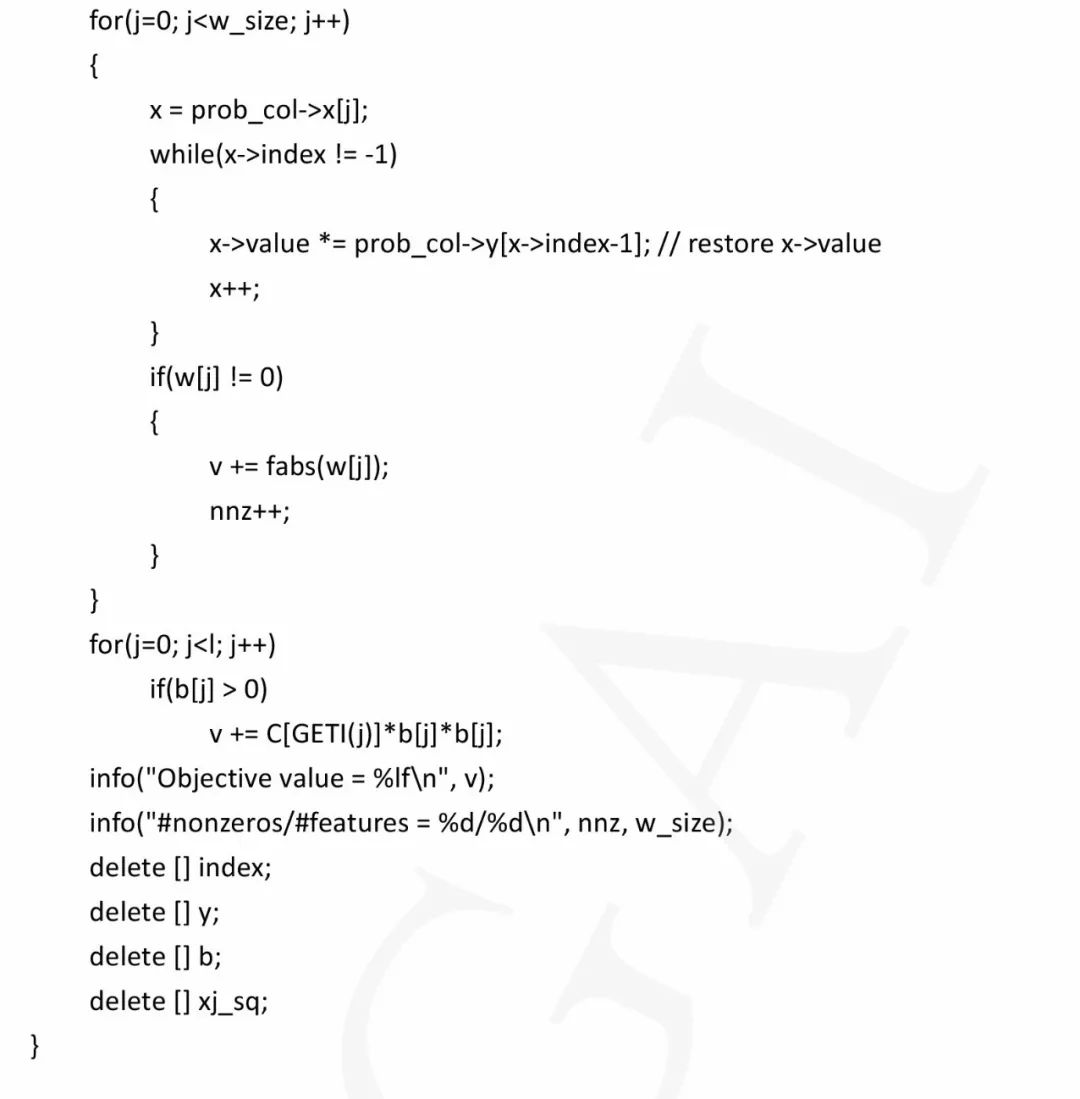 for(j=0; j<w_size; j++)
{
x = prob_col->x[j];
while(x->index != -1)
{
x->value *= prob_col->y[x->index-1]; // restore x->value
x++;
}
if(w[j] != 0)
{
v += fabs(w[j]);
nnz++;
}
}
for(j=0; j<l; j++)
if(b[j] > 0)
v += C[GETI(j)]*b[j]*b[j];
info("Objective value = %lf\n", v);
info("#nonzeros/#features = %d/%d\n", nnz, w_size);
delete [] index;
delete [] y;
delete [] b;
delete [] xj_sq;
}
GAI